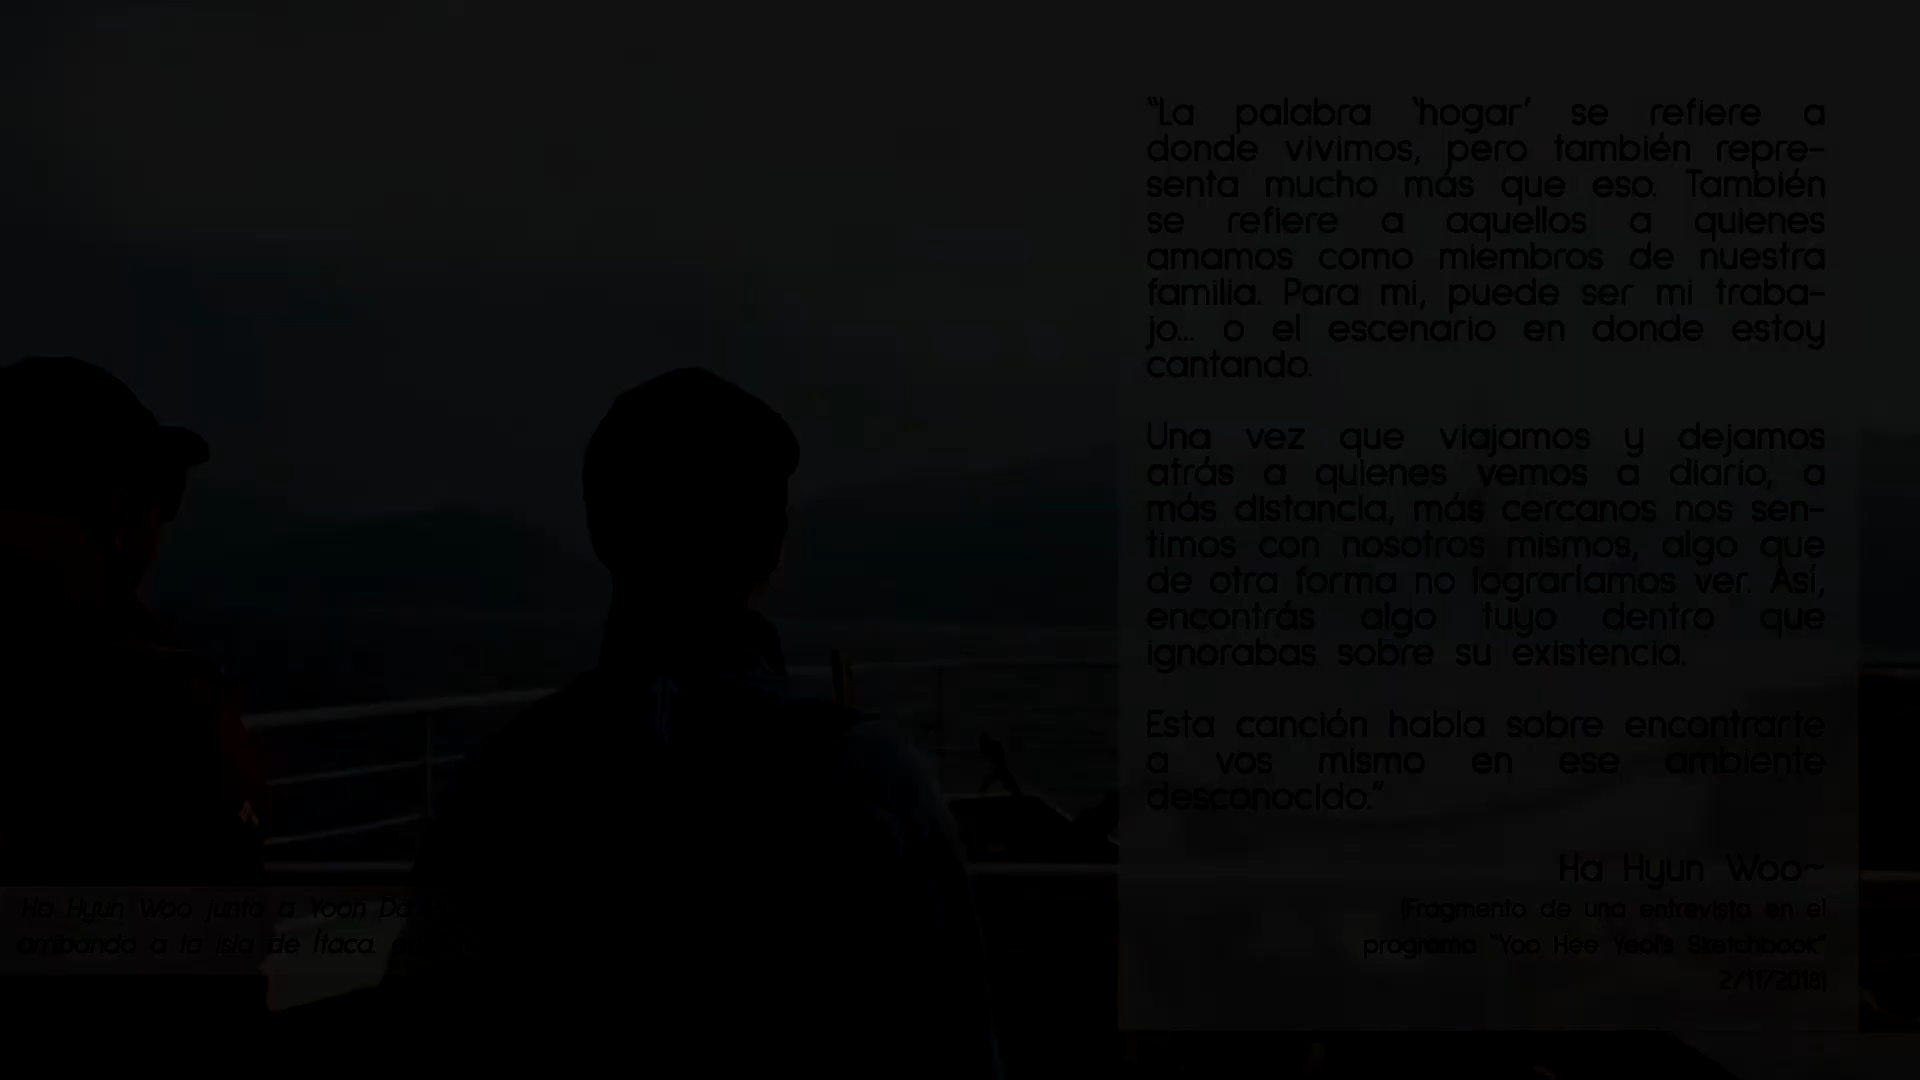 “La palabra ‘hogar’ se refiere a
donde vivimos, pero también repre-
senta mucho más que eso. También
se refiere a aquellos a quienes
amamos como miembros de nuestra
familia. Para mi, puede ser mi traba-
jo... o el escenario en donde estoy
cantando.
Una vez que viajamos y dejamos
atrás a quienes vemos a diario, a
más distancia, más cercanos nos sen-
timos con nosotros mismos, algo que
de otra forma no lograríamos ver. Así,
encontrás algo tuyo dentro que
ignorabas sobre su existencia.
Esta canción habla sobre encontrarte
a vos mismo en ese ambiente
desconocido.”
Ha Hyun Woo~
(Fragmento de una entrevista en el
programa “Yoo Hee Yeol's Sketchbook”
2/11/2018)
Ha Hyun Woo junto a Yoon Do
arribando a la isla de Ítaca.